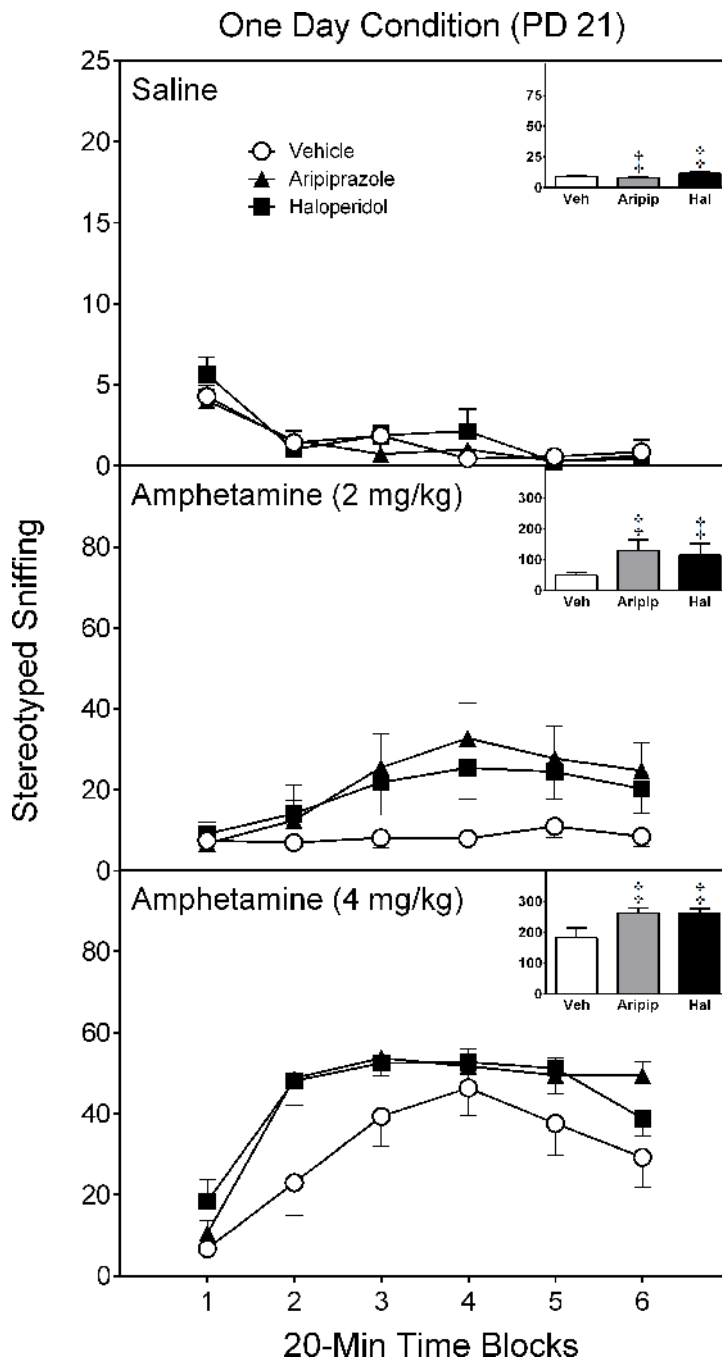 One Day Condition (PD 21)
Stereotyped Sniffing
25
20
15
10
5
0
Saline
Vehicle
Aripiprazole
Haloperidol
75
50
25
0
Veh Aripip Hal
‡ ‡
80
60
40
20
0
Amphetamine (2 mg/kg)
300
200
100
0
Veh Aripip Hal
‡ ‡
80
60
40
20
0
Amphetamine (4 mg/kg)
300
200
100
0
Veh Aripip Hal
‡ ‡
1 2 3 4 5 6
20-Min Time Blocks